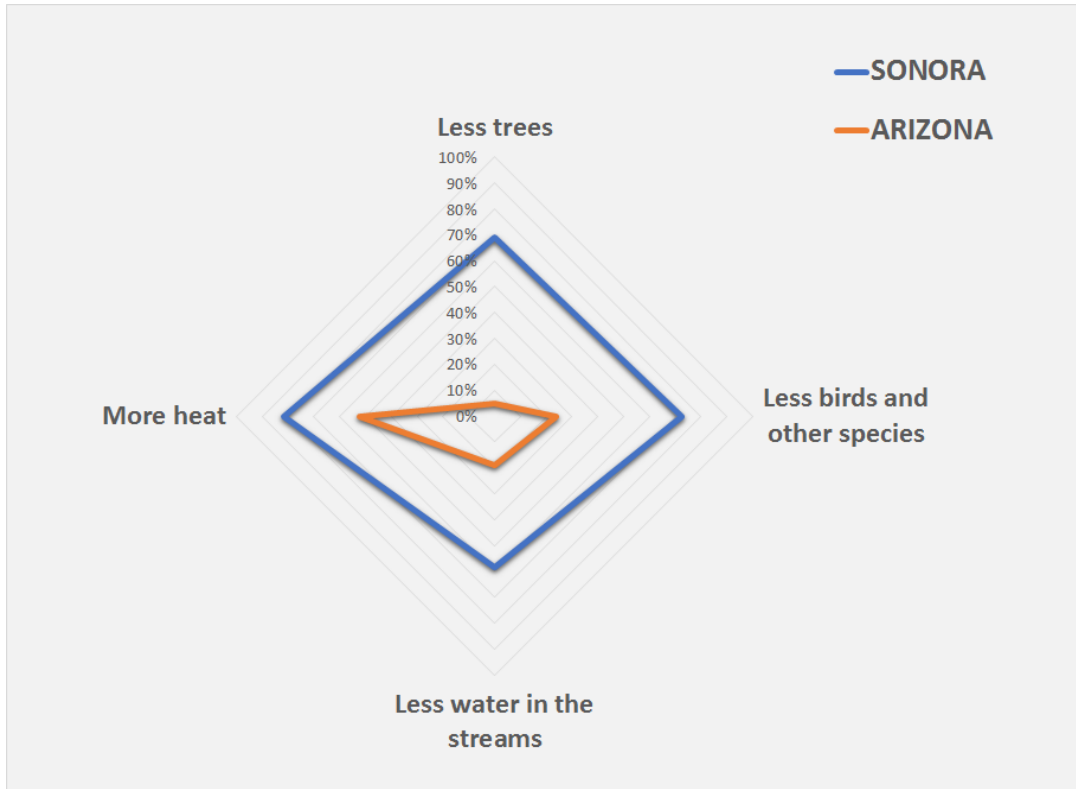 SONORA
ARIZONA
Less trees
100%
90%
80%
70%
60%
50%
40%
30%
20%
10%
0%
More heat
Less birds and
other species
Less water in the
streams